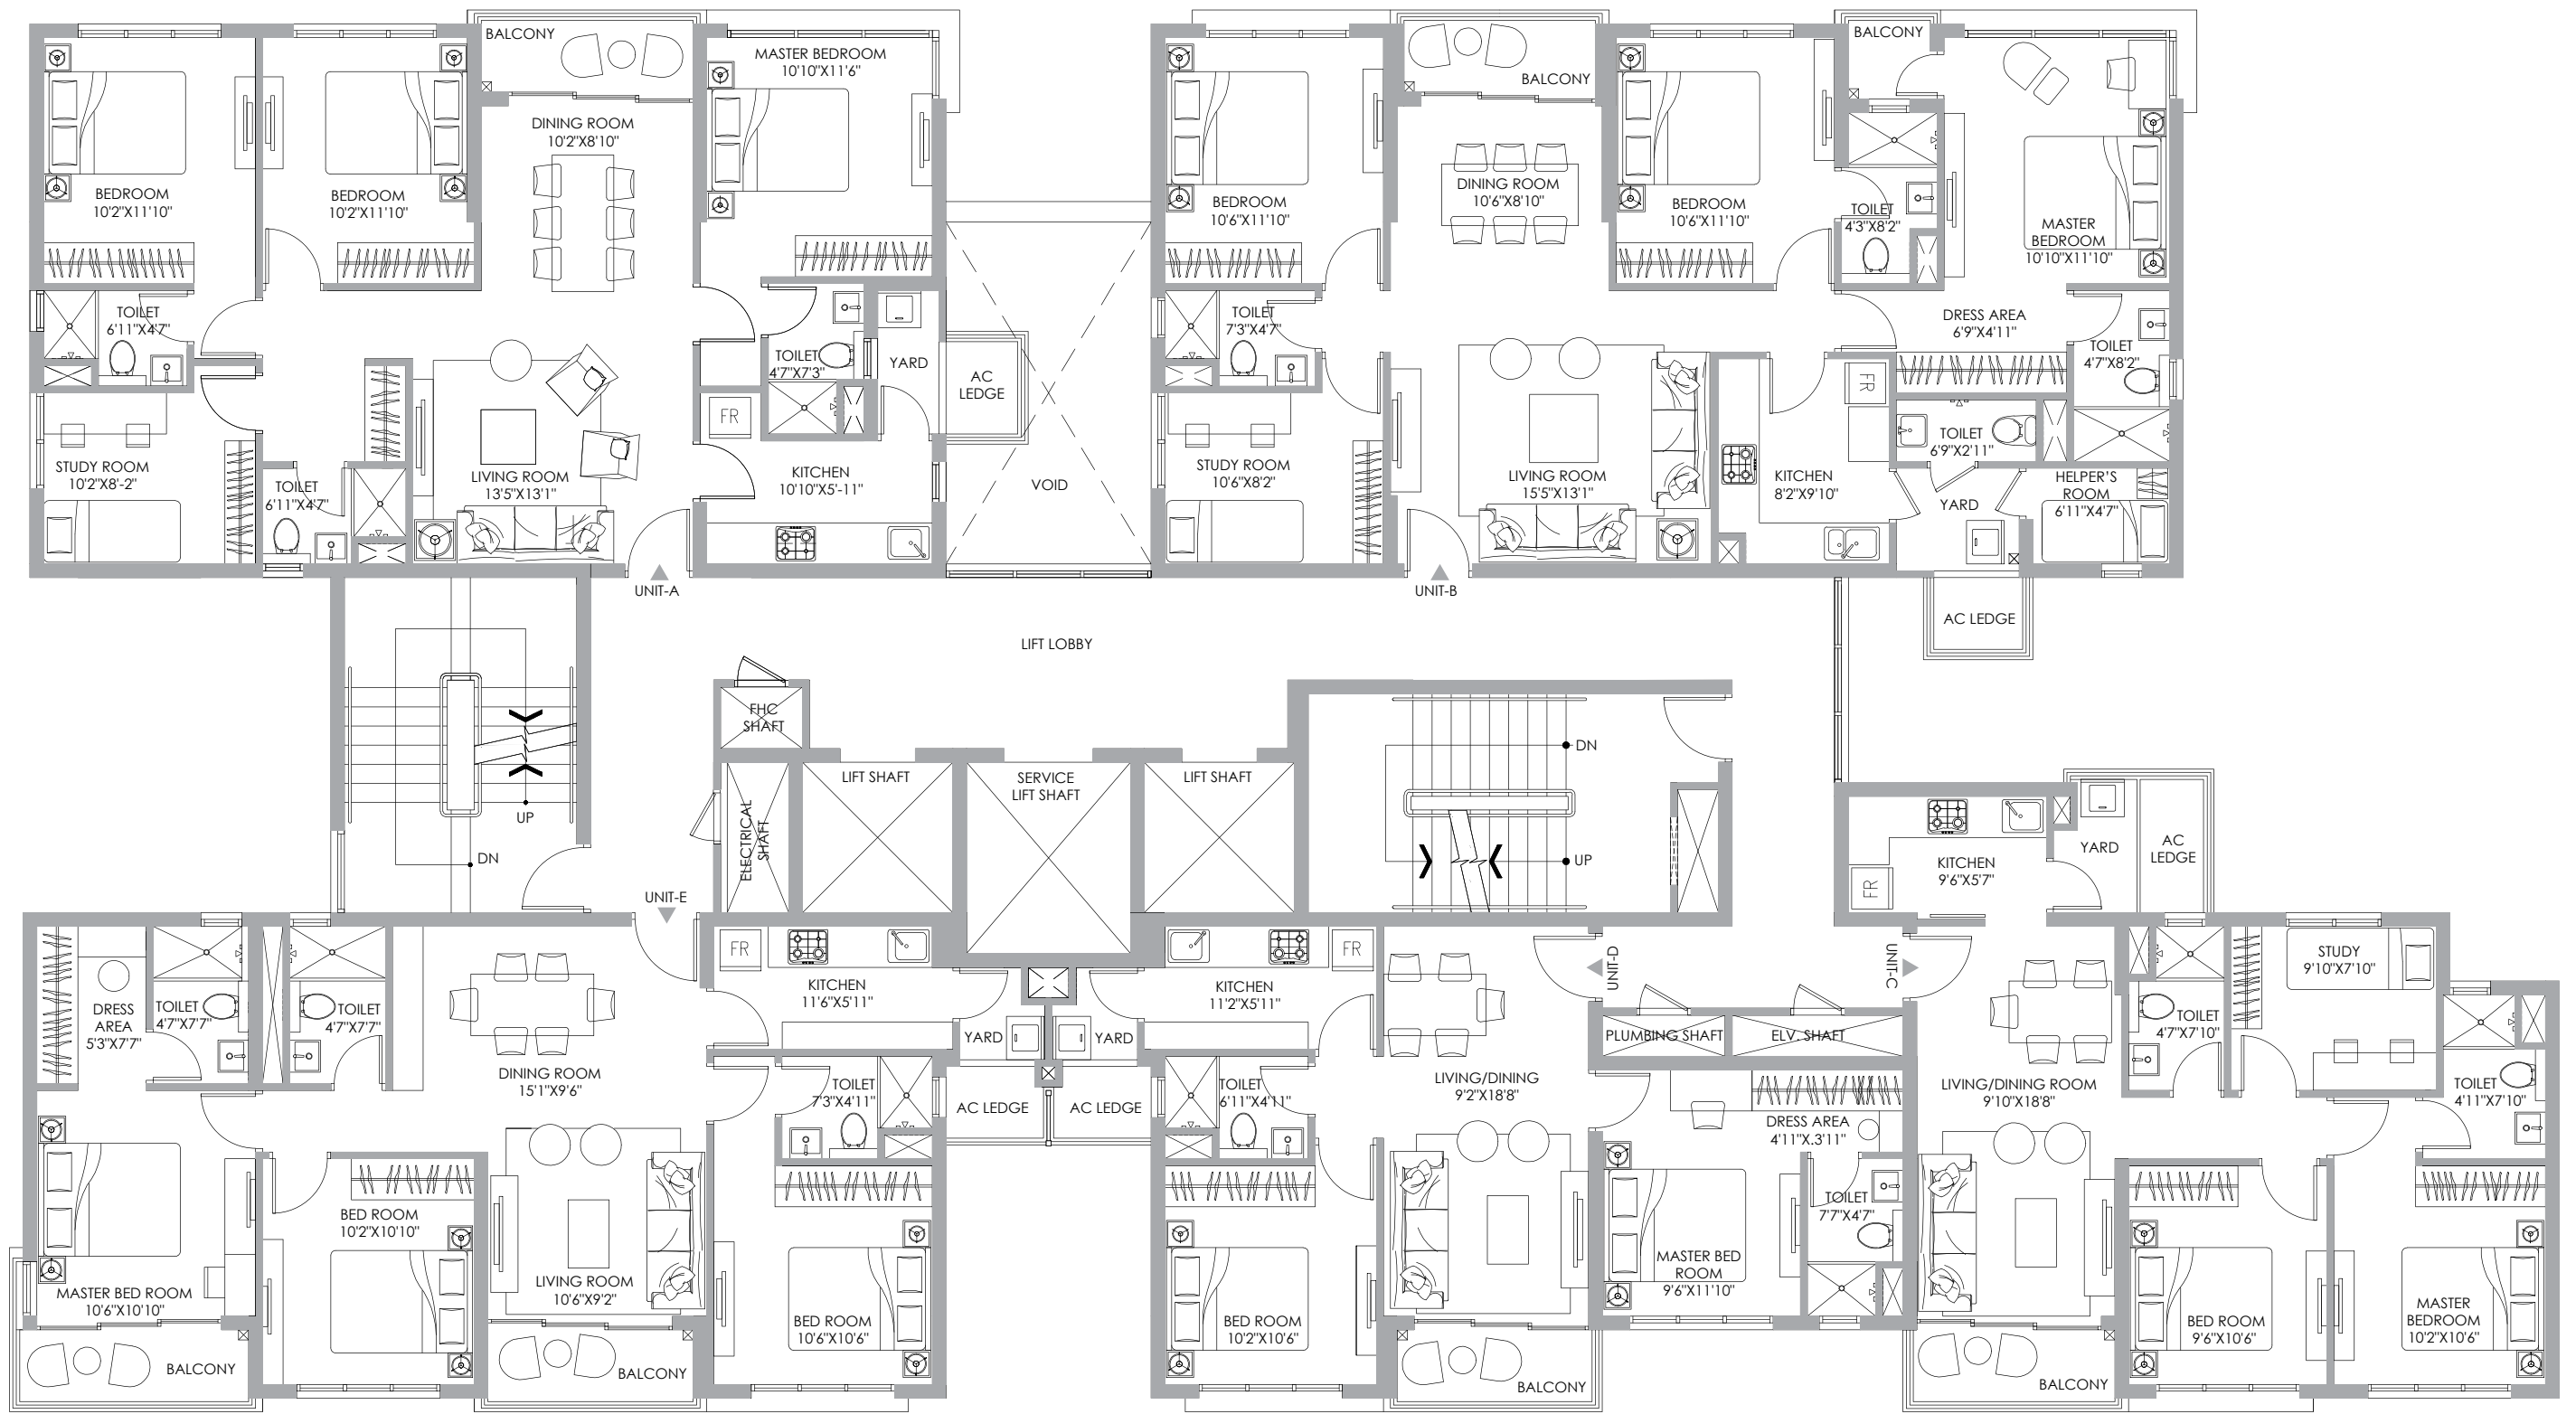 BALCONY
MASTER BEDROOM
10'10"X11'6"
DINING ROOM
10'2"X8'10"
BEDROOM
10'2"X11'10"
BEDROOM
10'2"X11'10"
TOILET
6'11"X4'7"
TOILET
4'7"X7'3"
YARD
AC
LEDGE
FR
STUDY ROOM
10'2"X8'-2"
TOILET
6'11"X4'7"
LIVING ROOM
13'5"X13'1"
KITCHEN
10'10"X5'-11"
VOID
UNIT-A
BALCONY
BALCONY
BEDROOM
10'6"X11'10"
DINING ROOM
10'6"X8'10"
BEDROOM
10'6"X11'10"
TOILET
4'3"X8'2"
MASTER
BEDROOM
10'10"X11'10"
TOILET
7'3"X4'7"
DRESS AREA
6'9"X4'11"
TOILET
4'7"X8'2"
FR
STUDY ROOM
10'6"X8'2"
LIVING ROOM
15'5"X13'1"
KITCHEN
8'2"X9'10"
TOILET
6'9"X2'11"
YARD
HELPER'S
ROOM
6'11"X4'7"
UNIT-B
AC LEDGE
LIFT LOBBY
FHC
SHAFT
UP
DN
ELECTRICAL
SHAFT
LIFT SHAFT
SERVICE
LIFT SHAFT
LIFT SHAFT
DN
UP
KITCHEN
9'6"X5'7"
FR
YARD
AC
LEDGE
UNIT-E
DRESS
AREA
5'3"X7'7"
TOILET
4'7"X7'7"
TOILET
4'7"X7'7"
DINING ROOM
15'1"X9'6"
FR
KITCHEN
11'6"X5'11"
YARD
YARD
KITCHEN
11'2"X5'11"
FR
TOILET
7'3"X4'11"
AC LEDGE
AC LEDGE
TOILET
6'11"X4'11"
MASTER BED ROOM
10'6"X10'10"
BED ROOM
10'2"X10'10"
LIVING ROOM
10'6"X9'2"
BED ROOM
10'6"X10'6"
BALCONY
BALCONY
UNIT-D
UNIT-C
PLUMBING SHAFT
ELV. SHAFT
LIVING/DINING
9'2"X18'8"
DRESS AREA
4'11"X.3'11"
TOILET
7'7"X4'7"
MASTER BED
ROOM
9'6"X11'10"
BED ROOM
10'2"X10'6"
BALCONY
LIVING/DINING ROOM
9'10"X18'8"
STUDY
9'10"X7'10"
TOILET
4'7"X7'10"
TOILET
4'11"X7'10"
BED ROOM
9'6"X10'6"
MASTER
BEDROOM
10'2"X10'6"
BALCONY